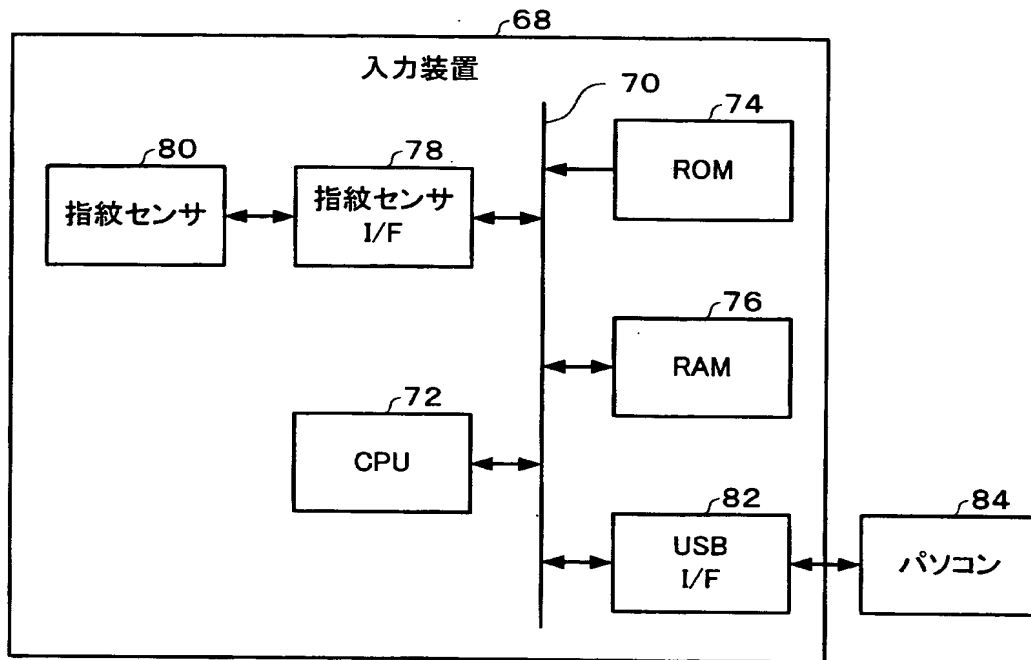 68
入力装置
70
74
ROM
80
指紋センサ
78
指紋センサ
I/F
76
RAM
72
CPU
82
USB
I/F
84
パソコン